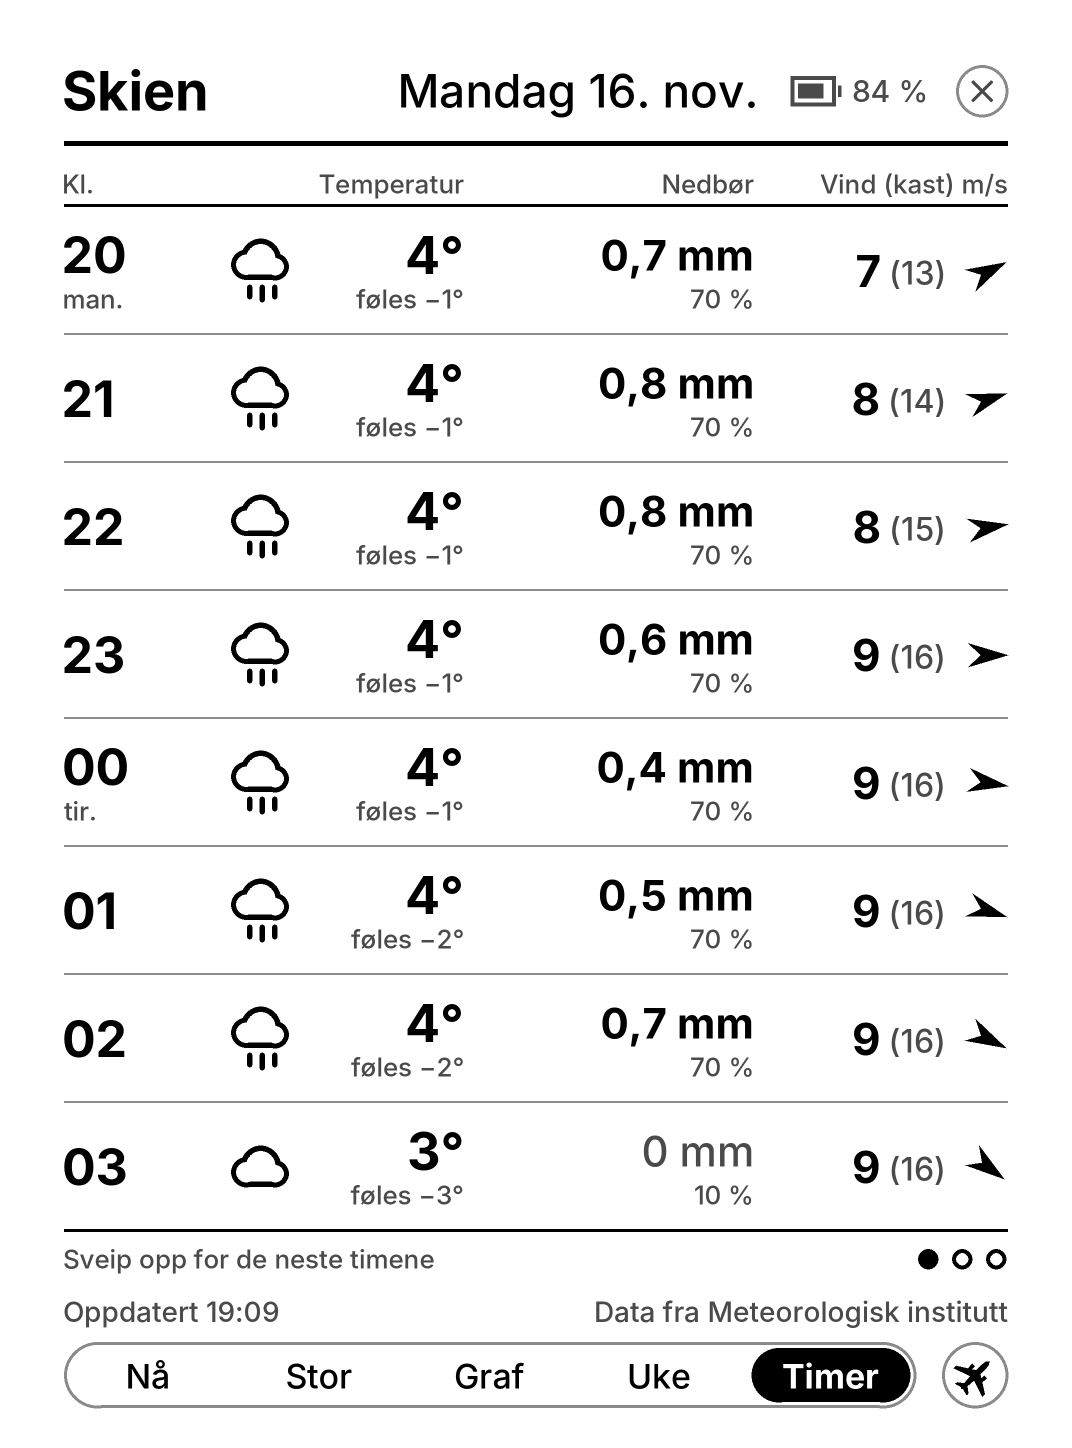 Skien Mandag 16. nov. 84 %
Kl. Temperatur Nedbør Vind (kast) m/s
20 4° 0,7 mm 7 (13)
man. føles −1° 70 %
21 4° 0,8 mm 8 (14)
føles −1° 70 %
22 4° 0,8 mm 8 (15)
føles −1° 70 %
23 4° 0,6 mm 9 (16)
føles −1° 70 %
00 4° 0,4 mm 9 (16)
tir. føles −1° 70 %
01 4° 0,5 mm 9 (16)
føles −2° 70 %
02 4° 0,7 mm 9 (16)
føles −2° 70 %
03 3° 0 mm 9 (16)
føles −3° 10 %
Sveip opp for de neste timene
Oppdatert 19:09 Data fra Meteorologisk institutt
Nå Stor Graf Uke Timer